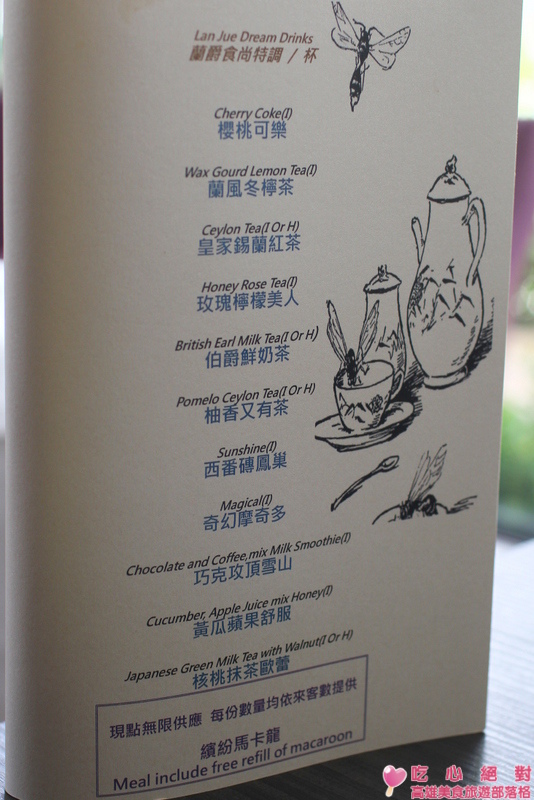 Lan Jue Dream Drinks
蘭爵食尚特調 / 杯
Cherry Coke(I)
櫻桃可樂
Wax Gourd Lemon Tea(I)
蘭風冬檸茶
Ceylon Tea(I Or H)
皇家錫蘭紅茶
Honey Rose Tea(I)
玫瑰檸檬美人
British Earl Milk Tea(I Or H)
伯爵鮮奶茶
Pomelo Ceylon Tea(I Or H)
柚香又有茶
Sunshine(I)
西番磚鳳巢
Magical(I)
奇幻摩奇多
Chocolate and Coffee,mix Milk Smoothie(I)
巧克攻頂雪山
Cucumber, Apple Juice mix Honey(I)
黃瓜蘋果舒服
Japanese Green Milk Tea with Walnut(I Or H)
核桃抹茶歐蕾
現點無限供應 每份數量均依來客數提供
繽紛馬卡龍
Meal include free refill of macaroon
吃心絕對
高雄美食旅遊部落格